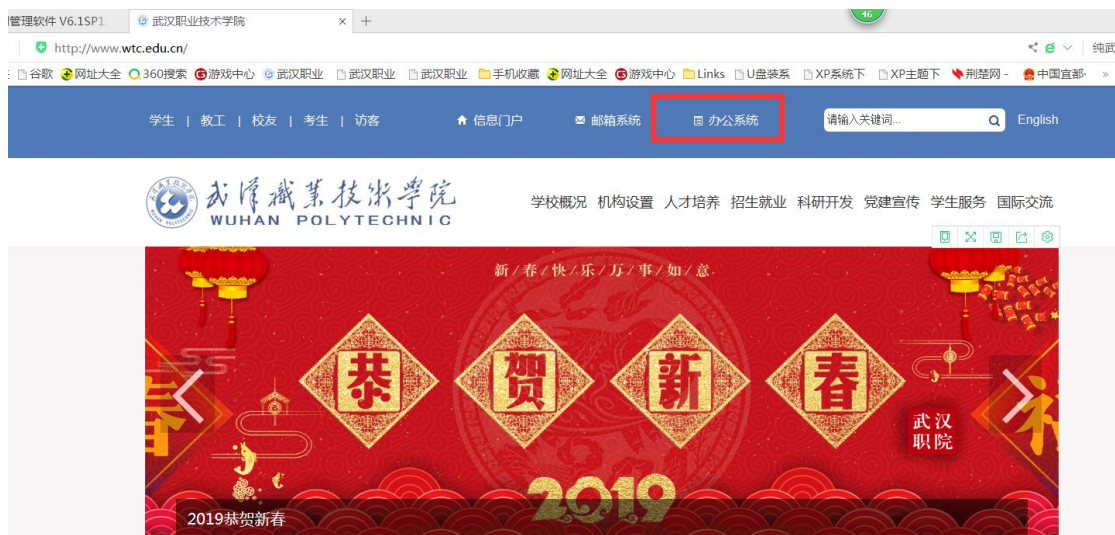 管理软件 V6.1SP1
武汉职业技术学院
46
http://www.wtc.edu.cn/
纯武
谷歌 网址大全 360搜索 游戏中心 武汉职业 武汉职业 武汉职业 手机收藏 网址大全 游戏中心 Links U盘装系 XP系统下 XP主题下 荆楚网 - 中国宜都· »
学生 | 教工 | 校友 | 考生 | 访客 信息门户 邮箱系统 办公系统 请输入关键词... English
武漢職業技術學院
WUHAN POLYTECHNIC
学校概况 机构设置 人才培养 招生就业 科研开发 党建宣传 学生服务 国际交流
新/春/快/乐/万/事/如/意
恭贺新春
春
武汉
职院
2019
2019恭贺新春